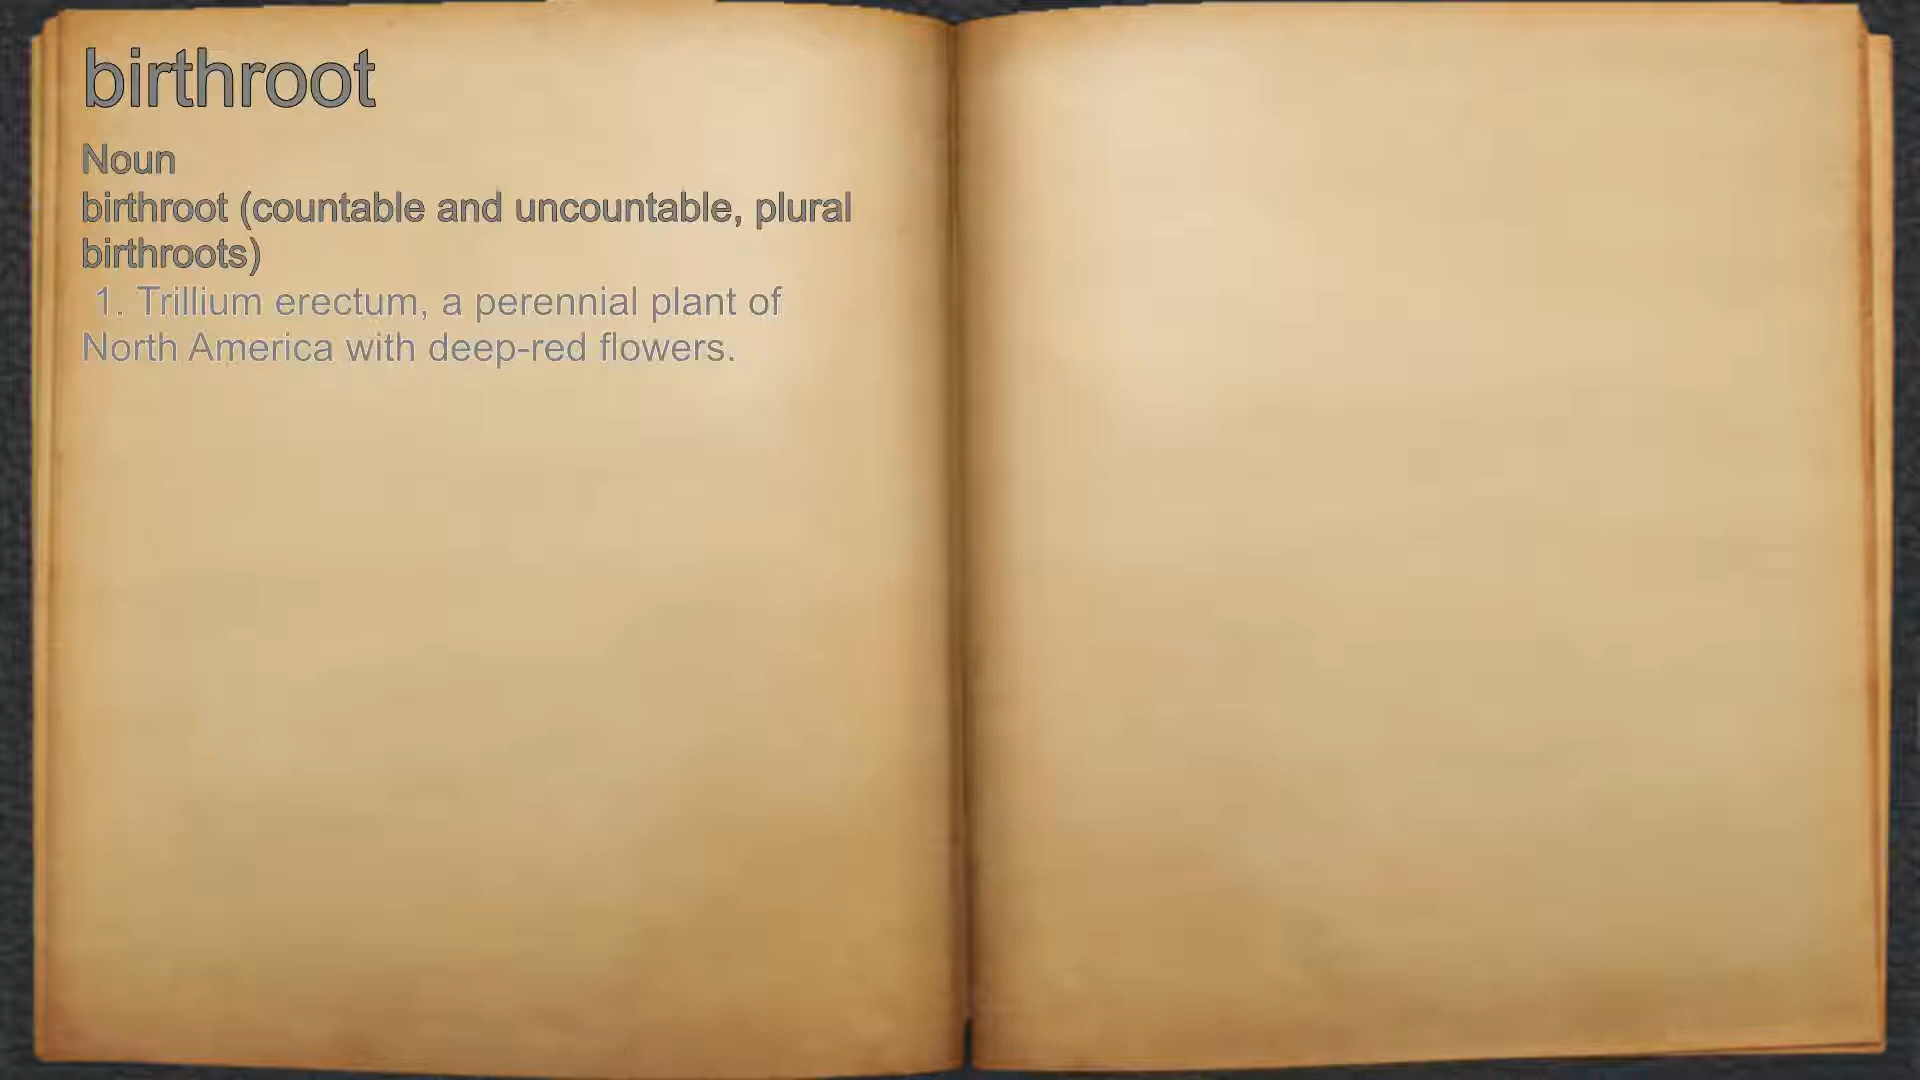 birthroot
Noun
birthroot (countable and uncountable, plural
birthroots)
1. Trillium erectum, a perennial plant of
North America with deep-red flowers.